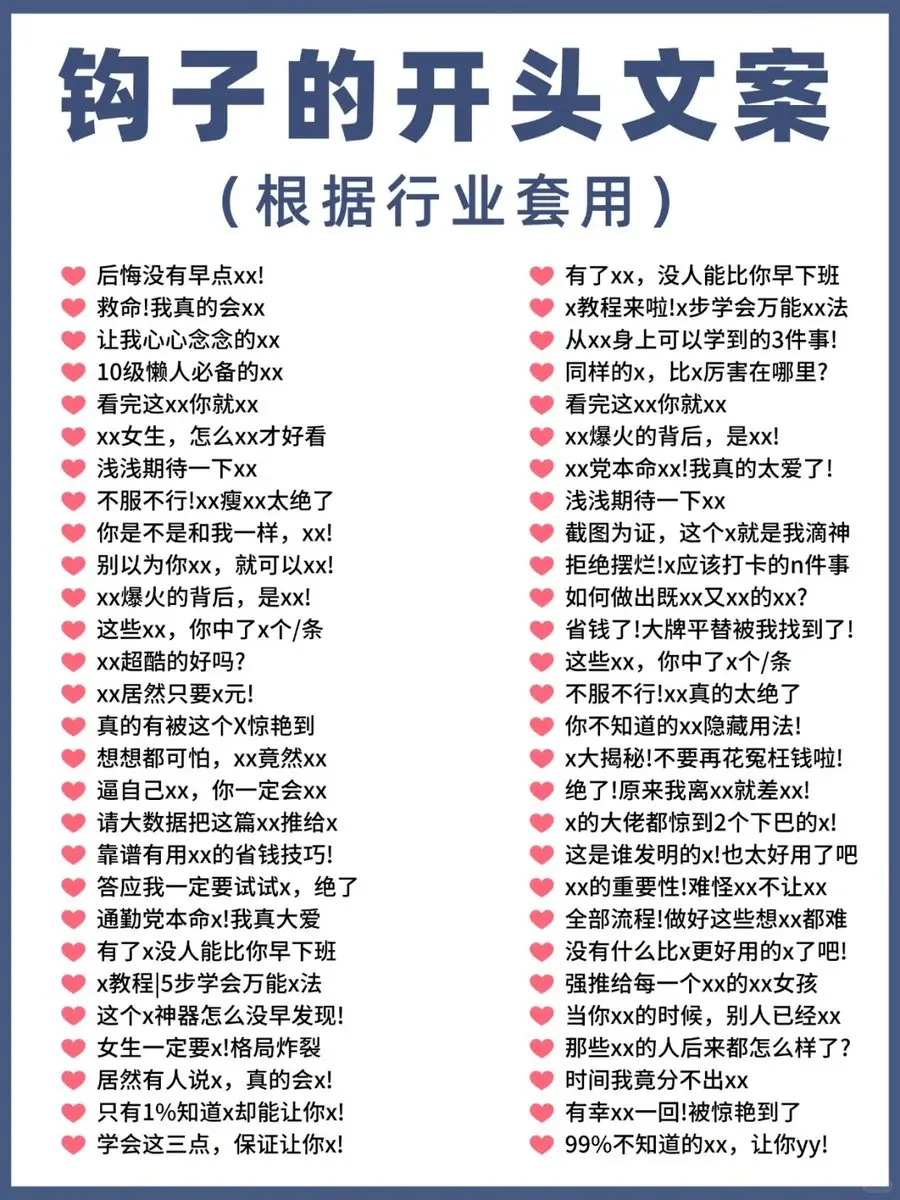 钩子的开头文案
(根据行业套用)
后悔没有早点xx!
救命!我真的会xx
让我心心念念的xx
10级懒人必备的xx
看完这xx你就xx
xx女生，怎么xx才好看
浅浅期待一下xx
不服不行!xx瘦xx太绝了
你是不是和我一样，xx!
别以为你xx，就可以xx!
xx爆火的背后，是xx!
这些xx，你中了x个/条
xx超酷的好吗?
xx居然只要x元!
真的有被这个X惊艳到
想想都可怕，xx竟然xx
逼自己xx，你一定会xx
请大数据把这篇xx推给x
靠谱有用xx的省钱技巧!
答应我一定要试试x，绝了
通勤党本命x!我真大爱
有了x没人能比你早下班
x教程|5步学会万能x法
这个x神器怎么没早发现!
女生一定要x!格局炸裂
居然有人说x，真的会x!
只有1%知道x却能让你x!
学会这三点，保证让你x!
有了xx，没人能比你早下班
x教程来啦!x步学会万能xx法
从xx身上可以学到的3件事!
同样的x，比x厉害在哪里?
看完这xx你就xx
xx爆火的背后，是xx!
xx党本命xx!我真的太爱了!
浅浅期待一下xx
截图为证，这个x就是我滴神
拒绝摆烂!x应该打卡的n件事
如何做出既xx又xx的xx?
省钱了!大牌平替被我找到了!
这些xx，你中了x个/条
不服不行!xx真的太绝了
你不知道的xx隐藏用法!
x大揭秘!不要再花冤枉钱啦!
绝了!原来我离xx就差xx!
x的大佬都惊到2个下巴的x!
这是谁发明的x!也太好用了吧
xx的重要性!难怪xx不让xx
全部流程!做好这些想xx都难
没有什么比x更好用的x了吧!
强推给每一个xx的xx女孩
当你xx的时候，别人已经xx
那些xx的人后来都怎么样了?
时间我竟分不出xx
有幸xx一回!被惊艳到了
99%不知道的xx，让你yy!